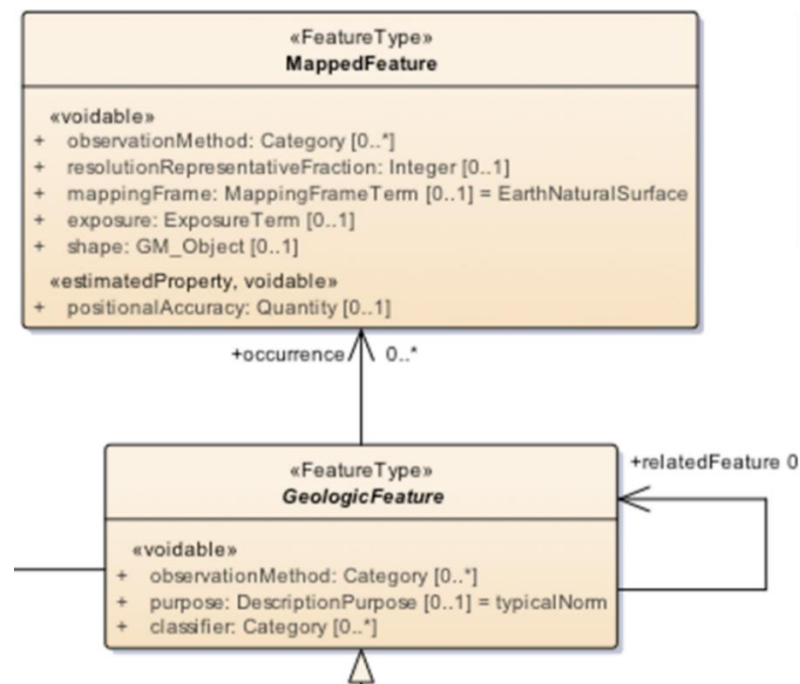 «FeatureType»
MappedFeature
«voidable»
+ observationMethod: Category [0..*]
+ resolutionRepresentativeFraction: Integer [0..1]
+ mappingFrame: MappingFrameTerm [0..1] = EarthNaturalSurface
+ exposure: ExposureTerm [0..1]
+ shape: GM_Object [0..1]
«estimatedProperty, voidable»
+ positionalAccuracy: Quantity [0..1]
+occurrence 0..*
«FeatureType»
GeologicFeature
+relatedFeature 0
«voidable»
+ observationMethod: Category [0..*]
+ purpose: DescriptionPurpose [0..1] = typicalNorm
+ classifier: Category [0..*]